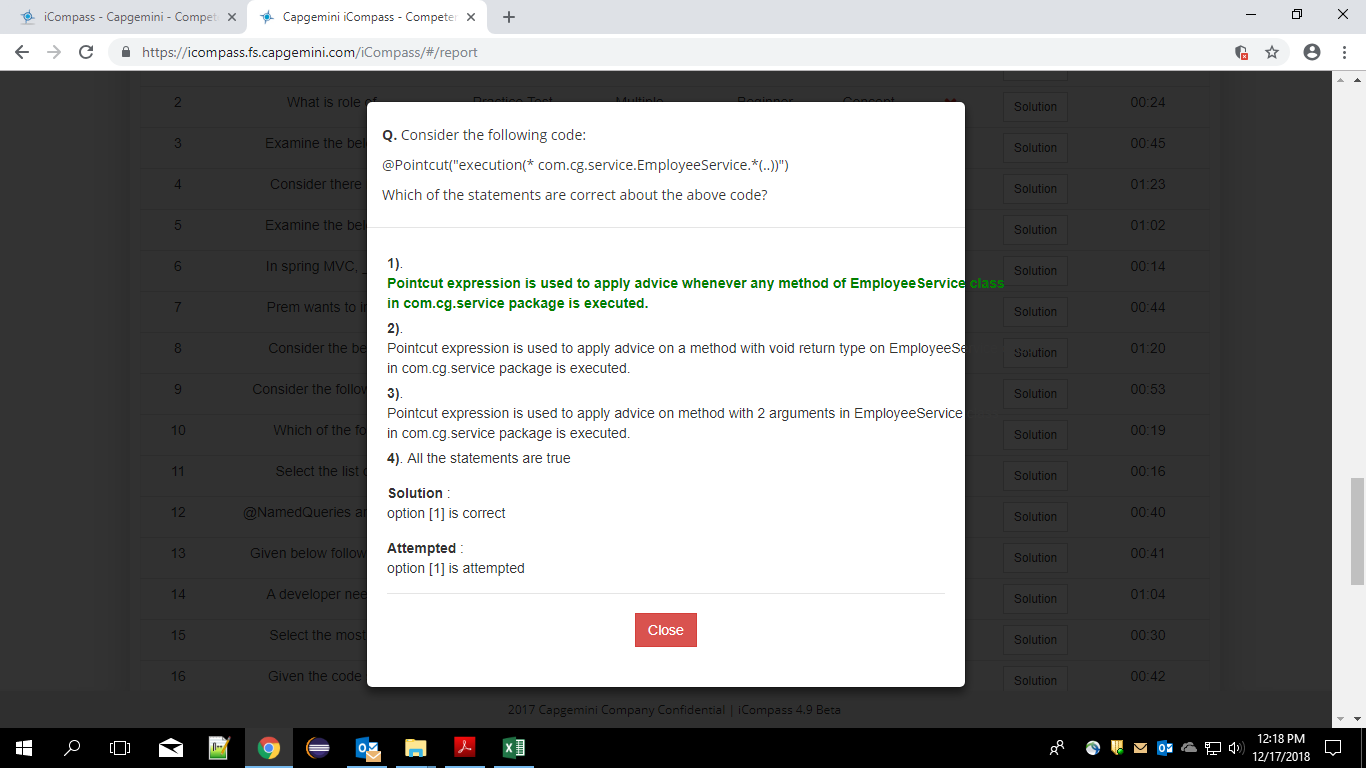 iCompass - Capgemini - Compet
Capgemini iCompass - Competen
https://icompass.fs.capgemini.com/iCompass/#/report
2 What is role of Practice Test Multiple Beginner Concept Solution 00:24
3 Examine the bel Solution 00:45
4 Consider there Solution 01:23
5 Examine the bel Solution 01:02
6 In spring MVC, _ Solution 00:14
7 Prem wants to i Solution 00:44
8 Consider the be Solution 01:20
9 Consider the follow Solution 00:53
10 Which of the fo Solution 00:19
11 Select the list Solution 00:16
12 @NamedQueries ar Solution 00:40
13 Given below follow Solution 00:41
14 A developer nee Solution 01:04
15 Select the most Solution 00:30
16 Given the code Solution 00:42
Q. Consider the following code:
@Pointcut("execution(* com.cg.service.EmployeeService.*(..))")
Which of the statements are correct about the above code?
1).
Pointcut expression is used to apply advice whenever any method of EmployeeService class
in com.cg.service package is executed.
2).
Pointcut expression is used to apply advice on a method with void return type on EmployeeSe
in com.cg.service package is executed.
3).
Pointcut expression is used to apply advice on method with 2 arguments in EmployeeService
in com.cg.service package is executed.
4). All the statements are true
Solution :
option [1] is correct
Attempted :
option [1] is attempted
Close
2017 Capgemini Company Confidential | iCompass 4.9 Beta
12:18 PM
12/17/2018